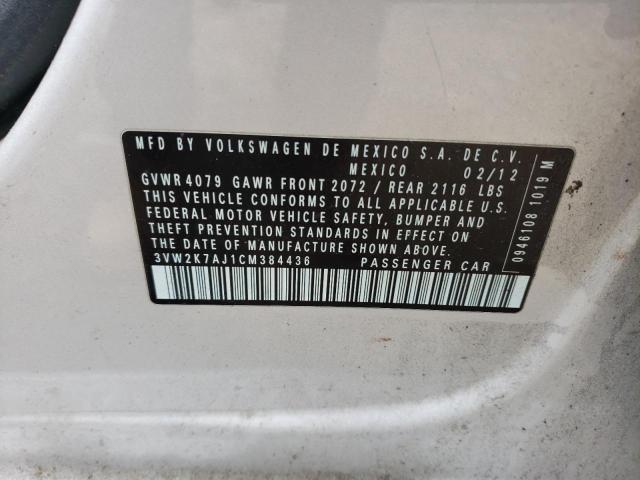 MFD BY VOLKSWAGEN DE MEXICO S.A. DE C.V.
MEXICO 02/12
GVWR 4079 GAWR FRONT 2072 / REAR 2116 LBS
THIS VEHICLE CONFORMS TO ALL APPLICABLE U.S.
FEDERAL MOTOR VEHICLE SAFETY, BUMPER AND
THEFT PREVENTION STANDARDS IN EFFECT ON
THE DATE OF MANUFACTURE SHOWN ABOVE.
3VW2K7AJ1CM384436 PASSENGER CAR
0946108 1019 M